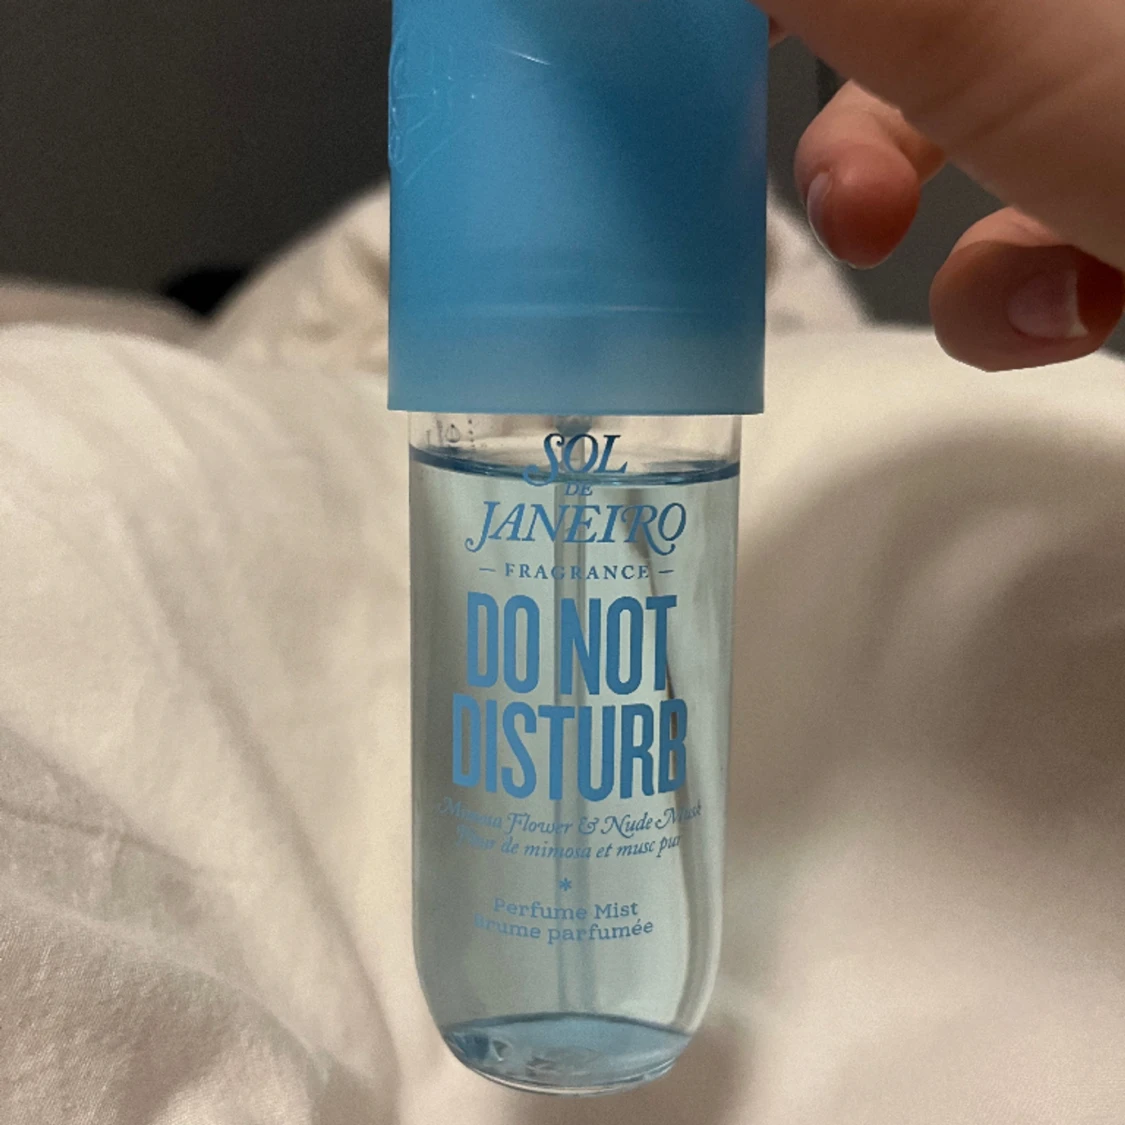 SOL
DE
JANEIRO
— FRAGRANCE —
DO NOT
DISTURB
Mimosa Flower & Nude Musk
Fleur de mimosa et musc pur
*
Perfume Mist
Brume parfumée